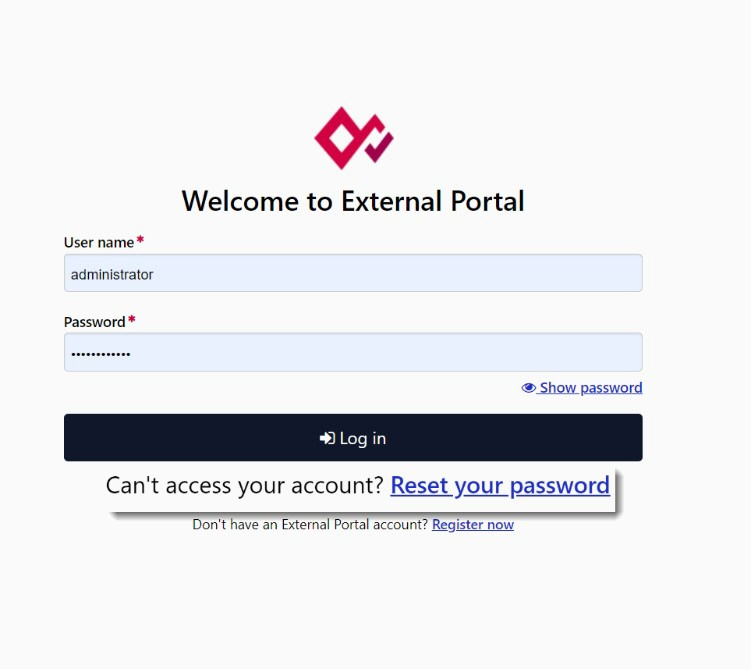 Welcome to External Portal
User name*
administrator
Password*
••••••••••••
Show password
Log in
Can't access your account? Reset your password
Don't have an External Portal account? Register now